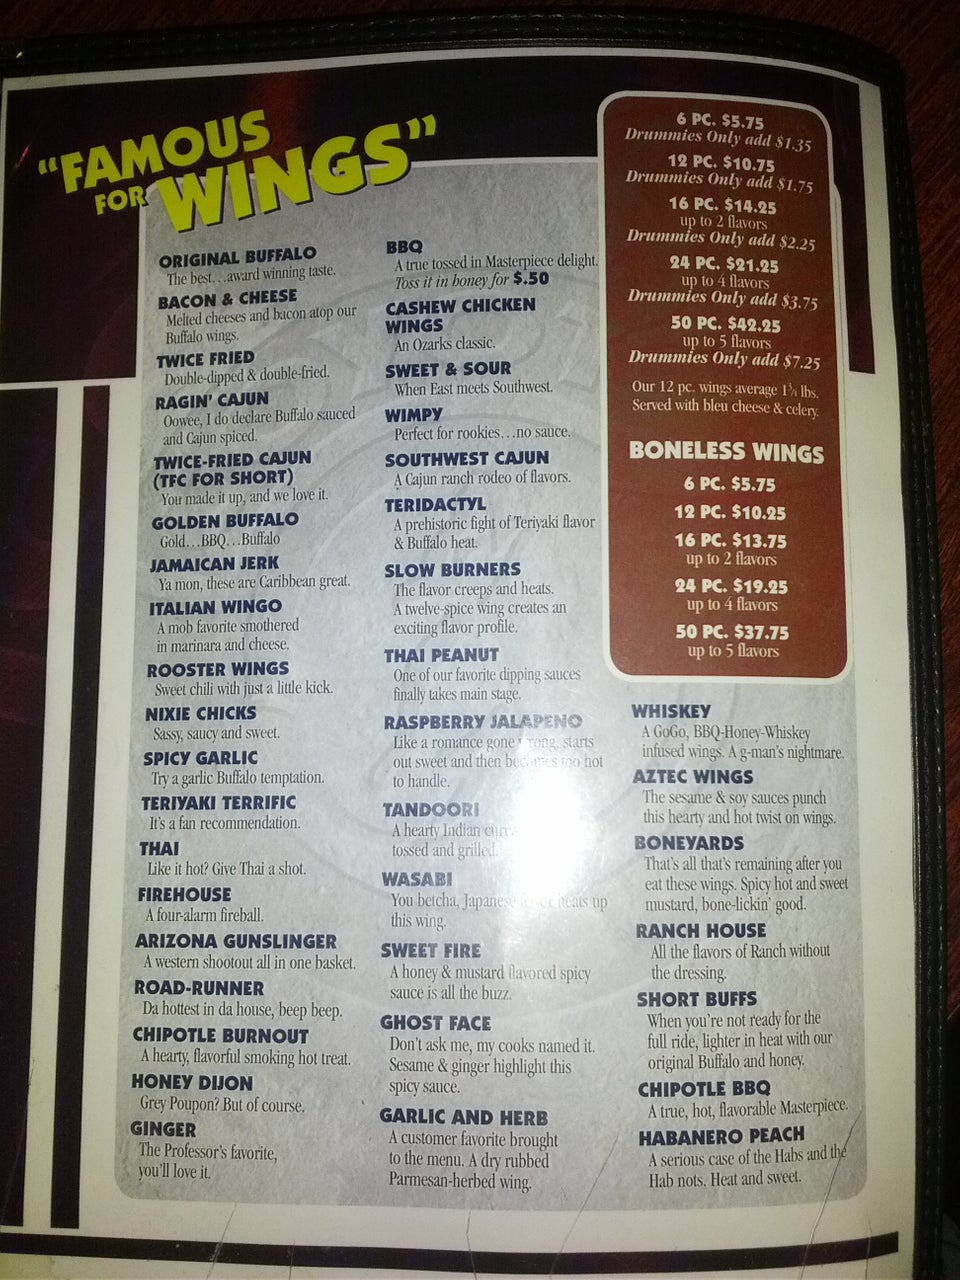 "FAMOUS
FOR WINGS"
ORIGINAL BUFFALO
The best...award winning taste.
BACON & CHEESE
Melted cheeses and bacon atop our
Buffalo wings.
TWICE FRIED
Double-dipped & double-fried.
RAGIN' CAJUN
Oowee, I do declare Buffalo sauced
and Cajun spiced.
TWICE-FRIED CAJUN
(TFC FOR SHORT)
You made it up, and we love it.
GOLDEN BUFFALO
Gold...BBQ...Buffalo
JAMAICAN JERK
Ya mon, these are Caribbean great.
ITALIAN WINGO
A mob favorite smothered
in marinara and cheese.
ROOSTER WINGS
Sweet chili with just a little kick.
NIXIE CHICKS
Sassy, saucy and sweet.
SPICY GARLIC
Try a garlic Buffalo temptation.
TERIYAKI TERRIFIC
It's a fan recommendation.
THAI
Like it hot? Give Thai a shot.
FIREHOUSE
A four-alarm fireball.
ARIZONA GUNSLINGER
A western shootout all in one basket.
ROAD-RUNNER
Da hottest in da house, beep beep.
CHIPOTLE BURNOUT
A hearty, flavorful smoking hot treat.
HONEY DIJON
Grey Poupon? But of course.
GINGER
The Professor's favorite,
you'll love it.
BBQ
A true tossed in Masterpiece delight.
Toss it in honey for $.50
CASHEW CHICKEN
WINGS
An Ozarks classic.
SWEET & SOUR
When East meets Southwest.
WIMPY
Perfect for rookies...no sauce.
SOUTHWEST CAJUN
A Cajun ranch rodeo of flavors.
TERIDACTYL
A prehistoric fight of Teriyaki flavor
& Buffalo heat.
SLOW BURNERS
The flavor creeps and heats.
A twelve-spice wing creates an
exciting flavor profile.
THAI PEANUT
One of our favorite dipping sauces
finally takes main stage.
RASPBERRY JALAPENO
Like a romance gone wrong, starts
out sweet and then becomes too hot
to handle.
TANDOORI
A hearty Indian
tossed and grilled.
WASABI
You betcha, Japanese heats up
this wing.
SWEET FIRE
A honey & mustard flavored spicy
sauce is all the buzz.
GHOST FACE
Don't ask me, my cooks named it.
Sesame & ginger highlight this
spicy sauce.
GARLIC AND HERB
A customer favorite brought
to the menu. A dry rubbed
Parmesan-herbed wing.
6 PC. $5.75
Drummies Only add $1.35
12 PC. $10.75
Drummies Only add $1.75
16 PC. $14.25
up to 2 flavors
Drummies Only add $2.25
24 PC. $21.25
up to 4 flavors
Drummies Only add $3.75
50 PC. $42.25
up to 5 flavors
Drummies Only add $7.25
Our 12 pc. wings average lbs.
Served with bleu cheese & celery.
BONELESS WINGS
6 PC. $5.75
12 PC. $10.25
16 PC. $13.75
up to 2 flavors
24 PC. $19.25
up to 4 flavors
50 PC. $37.75
up to 5 flavors
WHISKEY
A GoGo, BBQ-Honey-Whiskey
infused wings. A g-man's nightmare.
AZTEC WINGS
The sesame & soy sauces punch
this hearty and hot twist on wings.
BONEYARDS
That's all that's remaining after you
eat these wings. Spicy hot and sweet
mustard, bone-lickin' good.
RANCH HOUSE
All the flavors of Ranch without
the dressing.
SHORT BUFFS
When you're not ready for the
full ride, lighter in heat with our
original Buffalo and honey.
CHIPOTLE BBQ
A true, hot, flavorable Masterpiece.
HABANERO PEACH
A serious case of the Habs and the
Hab nots. Heat and sweet.